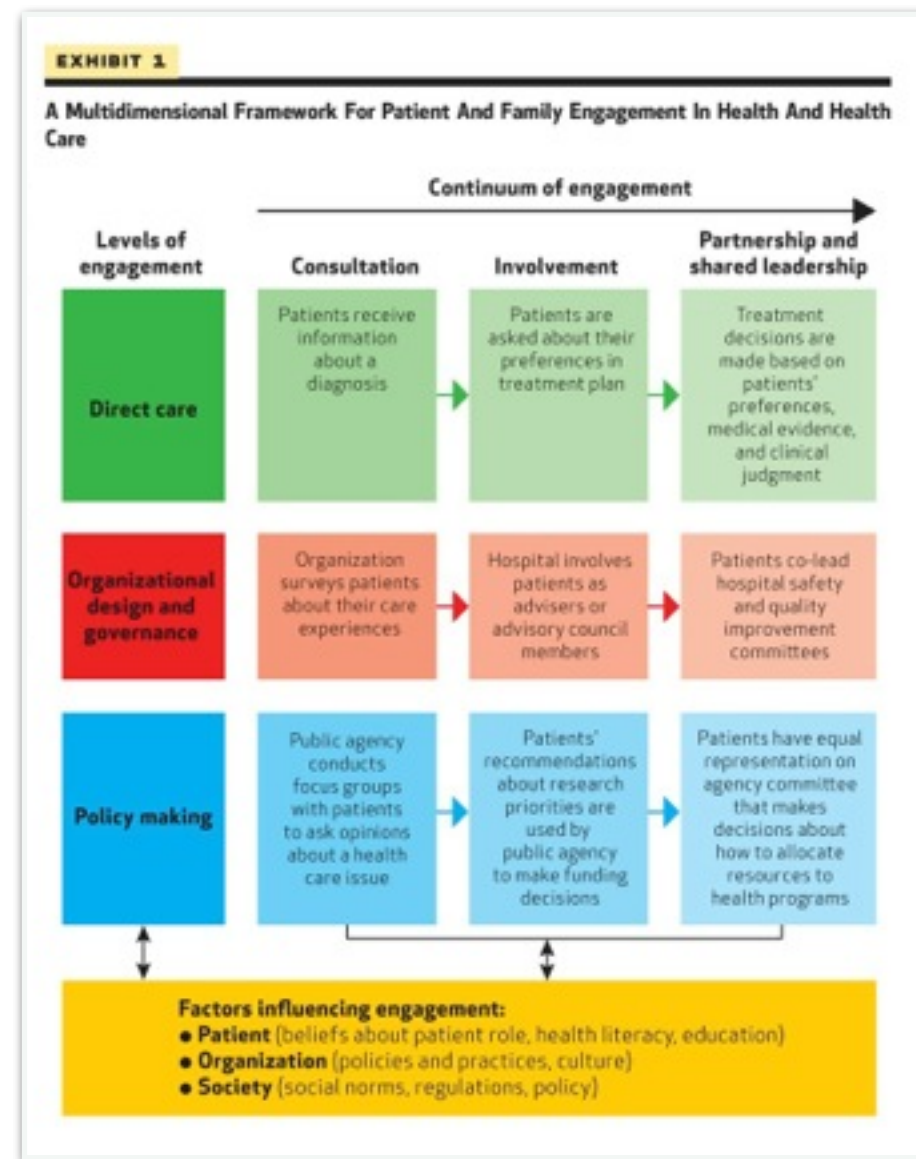 EXHIBIT 1
A Multidimensional Framework For Patient And Family Engagement In Health And Health
Care
Continuum of engagement
Levels of
engagement
Consultation
Involvement
Partnership and
shared leadership
Direct care
Patients receive
information
about a
diagnosis
Patients are
asked about their
preferences in
treatment plan
Treatment
decisions are
made based on
patients'
preferences,
medical evidence,
and clinical
judgment
Organizational
design and
governance
Organization
surveys patients
about their care
experiences
Hospital involves
patients as
advisers or
advisory council
members
Patients co-lead
hospital safety
and quality
improvement
committees
Policy making
Public agency
conducts
focus groups
with patients
to ask opinions
about a health
care issue
Patients'
recommendations
about research
priorities are
used by
public agency
to make funding
decisions
Patients have equal
representation on
agency committee
that makes
decisions about
how to allocate
resources to
health programs
Factors influencing engagement:
● Patient (beliefs about patient role, health literacy, education)
● Organization (policies and practices, culture)
● Society (social norms, regulations, policy)